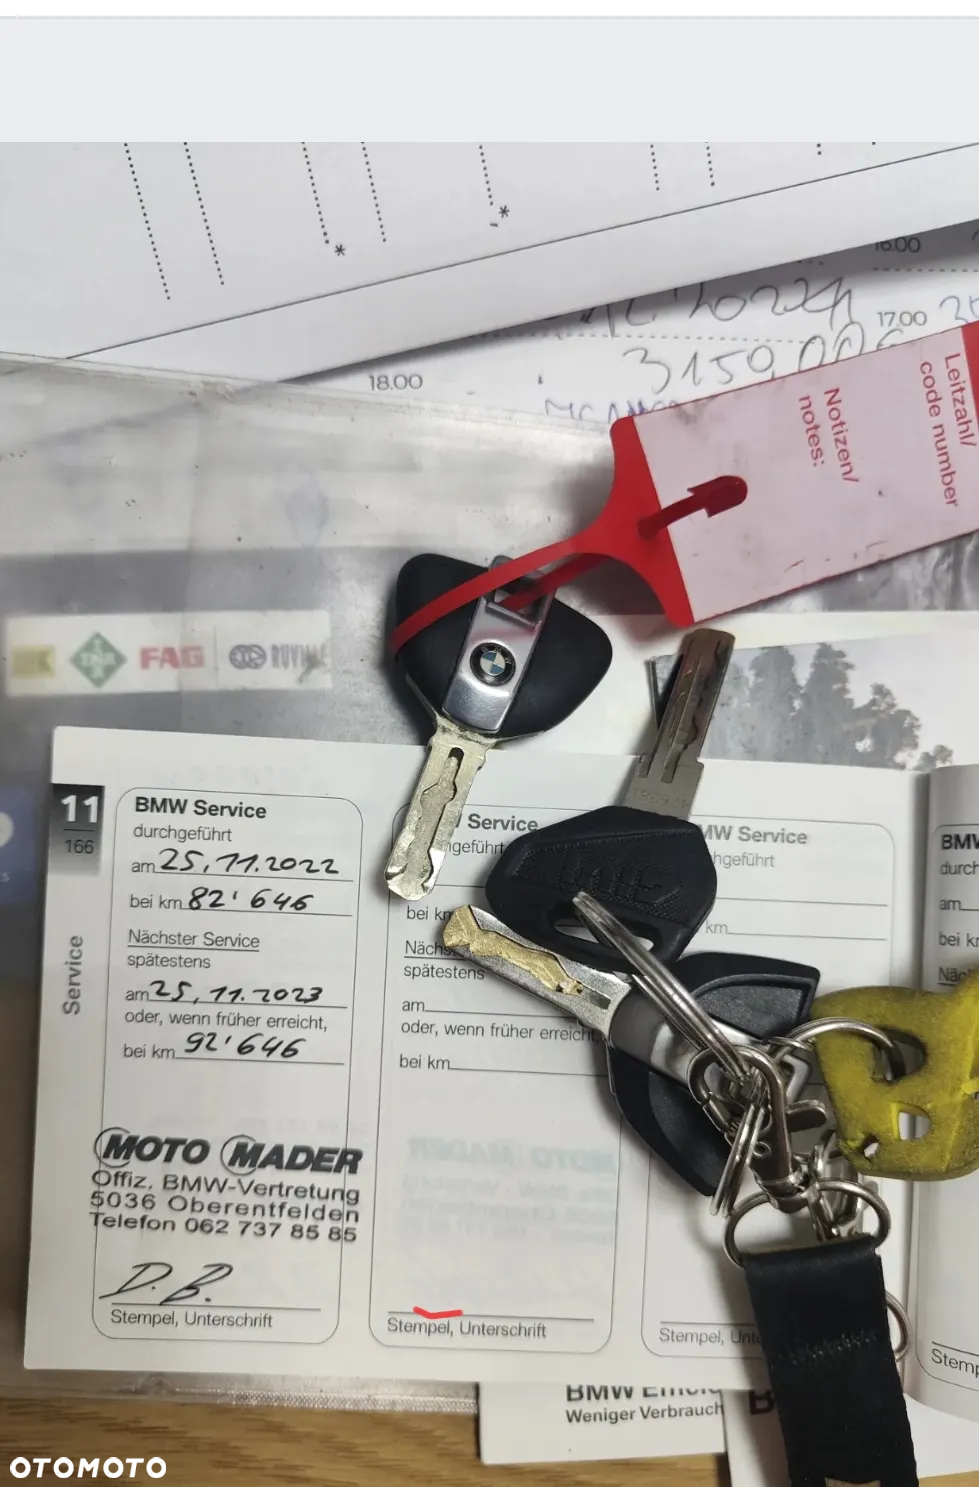 16.00
17.00
18.00
Leitzahl/
code number
Notizen/
notes:
INA
FAG
RUVILLE
11
166
Service
BMW Service
durchgeführt
am 25.11.2022
bei km 82'646
Nächster Service
spätestens
am 25.11.2023
oder, wenn früher erreicht,
bei km 92'646
MOTO MADER
Offiz. BMW-Vertretung
5036 Oberentfelden
Telefon 062 737 85 85
D.B.
Stempel, Unterschrift
Service
bei km
spätestens
am
oder, wenn früher erreicht,
bei km
Stempel, Unterschrift
BMW Service
km
Stempel,
BMW
am
bei k
BMW
Weniger Verbrauch
OTOMOTO